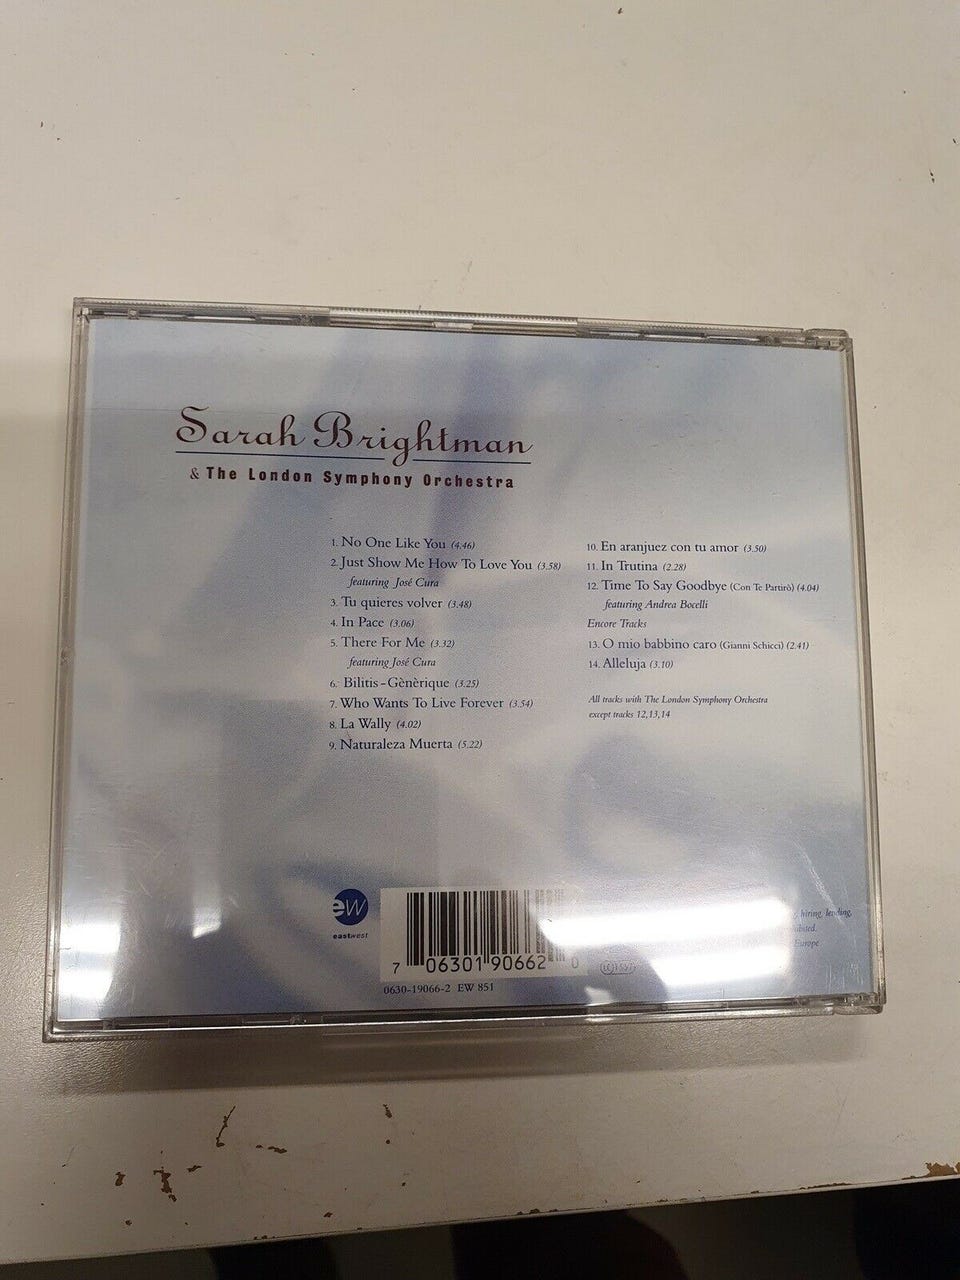 Sarah Brightman
& The London Symphony Orchestra
1. No One Like You (4.46)
2. Just Show Me How To Love You (3.58)
featuring José Cura
3. Tu quieres volver (3.48)
4. In Pace (3.06)
5. There For Me (3.32)
featuring José Cura
6. Bilitis-Gènèrique (3.25)
7. Who Wants To Live Forever (3.54)
8. La Wally (4.02)
9. Naturaleza Muerta (5.22)
10. En aranjuez con tu amor (3.50)
11. In Trutina (2.28)
12. Time To Say Goodbye (Con Te Partirò) (4.04)
featuring Andrea Bocelli
Encore Tracks
13. O mio babbino caro (Gianni Schicci) (2.41)
14. Alleluja (3.10)
All tracks with The London Symphony Orchestra
except tracks 12,13,14
ew
eastwest
7 06301 90662 0
0630-19066-2 EW 851
hiring, lending,
Europe